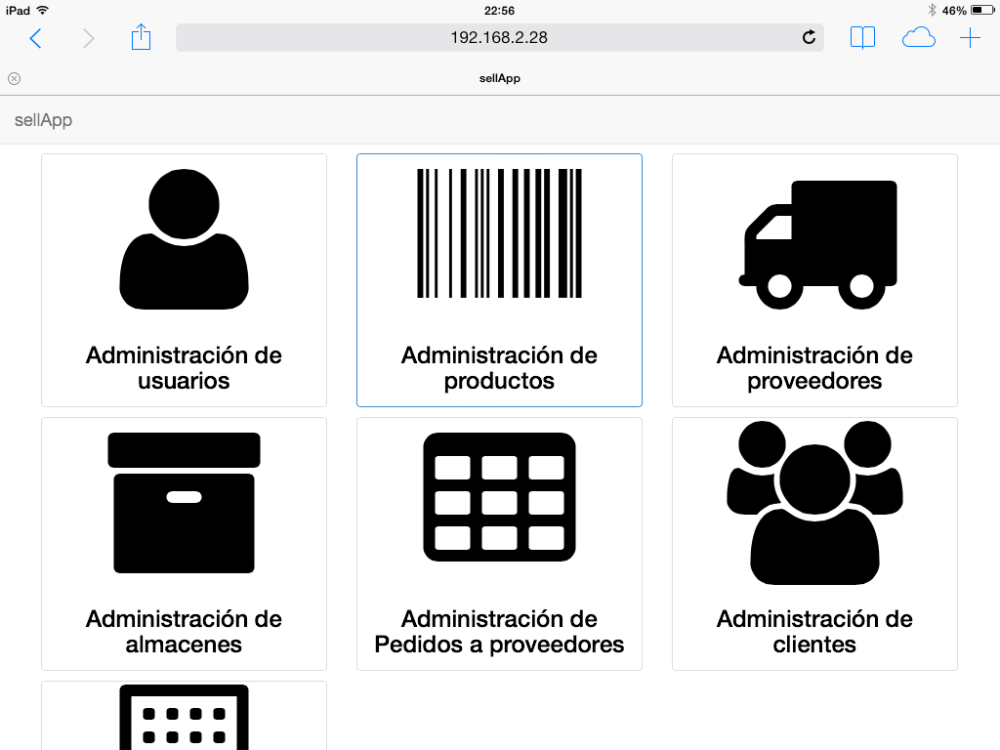 iPad 22:56 46%
192.168.2.28
sellApp
sellApp
Administración de
usuarios
Administración de
productos
Administración de
proveedores
Administración de
almacenes
Administración de
Pedidos a proveedores
Administración de
clientes